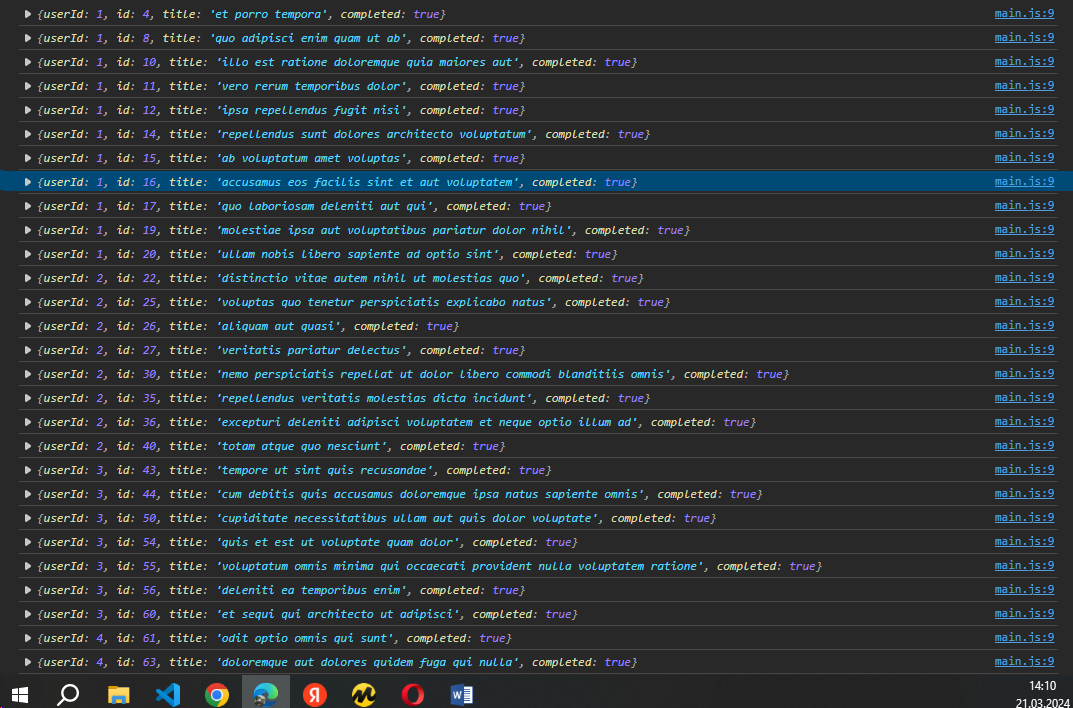 ▶ {userId: 1, id: 4, title: 'et porro tempora', completed: true} main.js:9
▶ {userId: 1, id: 8, title: 'quo adipisci enim quam ut ab', completed: true} main.js:9
▶ {userId: 1, id: 10, title: 'illo est ratione doloremque quia maiores aut', completed: true} main.js:9
▶ {userId: 1, id: 11, title: 'vero rerum temporibus dolor', completed: true} main.js:9
▶ {userId: 1, id: 12, title: 'ipsa repellendus fugit nisi', completed: true} main.js:9
▶ {userId: 1, id: 14, title: 'repellendus sunt dolores architecto voluptatum', completed: true} main.js:9
▶ {userId: 1, id: 15, title: 'ab voluptatum amet voluptas', completed: true} main.js:9
▶ {userId: 1, id: 16, title: 'accusamus eos facilis sint et aut voluptatem', completed: true} main.js:9
▶ {userId: 1, id: 17, title: 'quo laboriosam deleniti aut qui', completed: true} main.js:9
▶ {userId: 1, id: 19, title: 'molestiae ipsa aut voluptatibus pariatur dolor nihil', completed: true} main.js:9
▶ {userId: 1, id: 20, title: 'ullam nobis libero sapiente ad optio sint', completed: true} main.js:9
▶ {userId: 2, id: 22, title: 'distinctio vitae autem nihil ut molestias quo', completed: true} main.js:9
▶ {userId: 2, id: 25, title: 'voluptas quo tenetur perspiciatis explicabo natus', completed: true} main.js:9
▶ {userId: 2, id: 26, title: 'aliquam aut quasi', completed: true} main.js:9
▶ {userId: 2, id: 27, title: 'veritatis pariatur delectus', completed: true} main.js:9
▶ {userId: 2, id: 30, title: 'nemo perspiciatis repellat ut dolor libero commodi blanditiis omnis', completed: true} main.js:9
▶ {userId: 2, id: 35, title: 'repellendus veritatis molestias dicta incidunt', completed: true} main.js:9
▶ {userId: 2, id: 36, title: 'excepturi deleniti adipisci voluptatem et neque optio illum ad', completed: true} main.js:9
▶ {userId: 2, id: 40, title: 'totam atque quo nesciunt', completed: true} main.js:9
▶ {userId: 3, id: 43, title: 'tempore ut sint quis recusandae', completed: true} main.js:9
▶ {userId: 3, id: 44, title: 'cum debitis quis accusamus doloremque ipsa natus sapiente omnis', completed: true} main.js:9
▶ {userId: 3, id: 50, title: 'cupiditate necessitatibus ullam aut quis dolor voluptate', completed: true} main.js:9
▶ {userId: 3, id: 54, title: 'quis et est ut voluptate quam dolor', completed: true} main.js:9
▶ {userId: 3, id: 55, title: 'voluptatum omnis minima qui occaecati provident nulla voluptatem ratione', completed: true} main.js:9
▶ {userId: 3, id: 56, title: 'deleniti ea temporibus enim', completed: true} main.js:9
▶ {userId: 3, id: 60, title: 'et sequi qui architecto ut adipisci', completed: true} main.js:9
▶ {userId: 4, id: 61, title: 'odit optio omnis qui sunt', completed: true} main.js:9
▶ {userId: 4, id: 63, title: 'doloremque aut dolores quidem fuga qui nulla', completed: true} main.js:9
14:10
21.03.2024